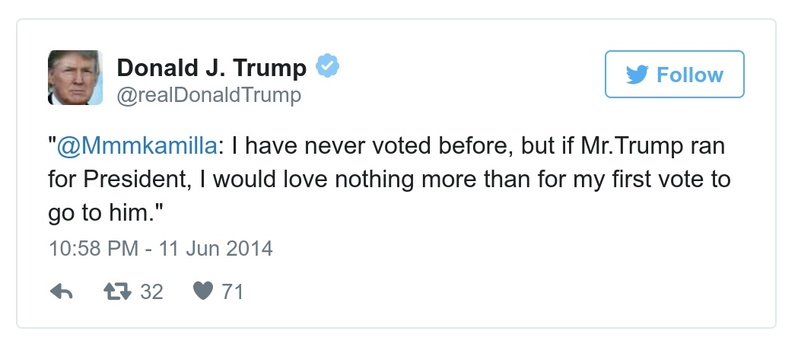 Donald J. Trump
@realDonaldTrump
Follow
"@Mmmkamilla: I have never voted before, but if Mr.Trump ran
for President, I would love nothing more than for my first vote to
go to him."
10:58 PM - 11 Jun 2014
32 71